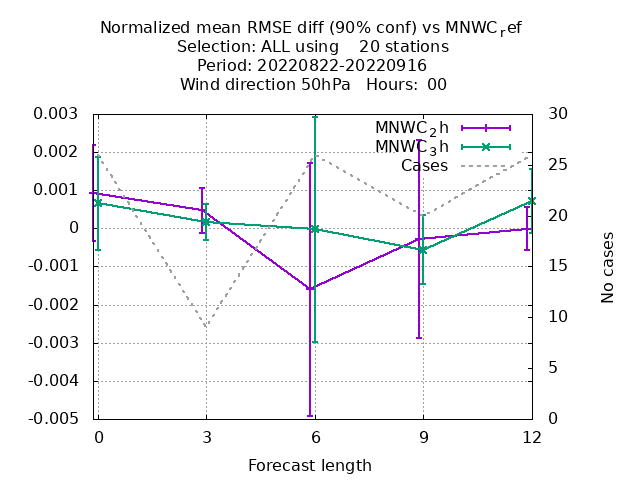 Normalized mean RMSE diff (90% conf) vs MNWC_ref
Selection: ALL using    20 stations
Period: 20220822-20220916
Wind direction 50hPa   Hours:  00
MNWC_2h
MNWC_3h
Cases
0.003
0.002
0.001
0
-0.001
-0.002
-0.003
-0.004
-0.005
30
25
20
15
10
5
0
No cases
0 3 6 9 12
Forecast length